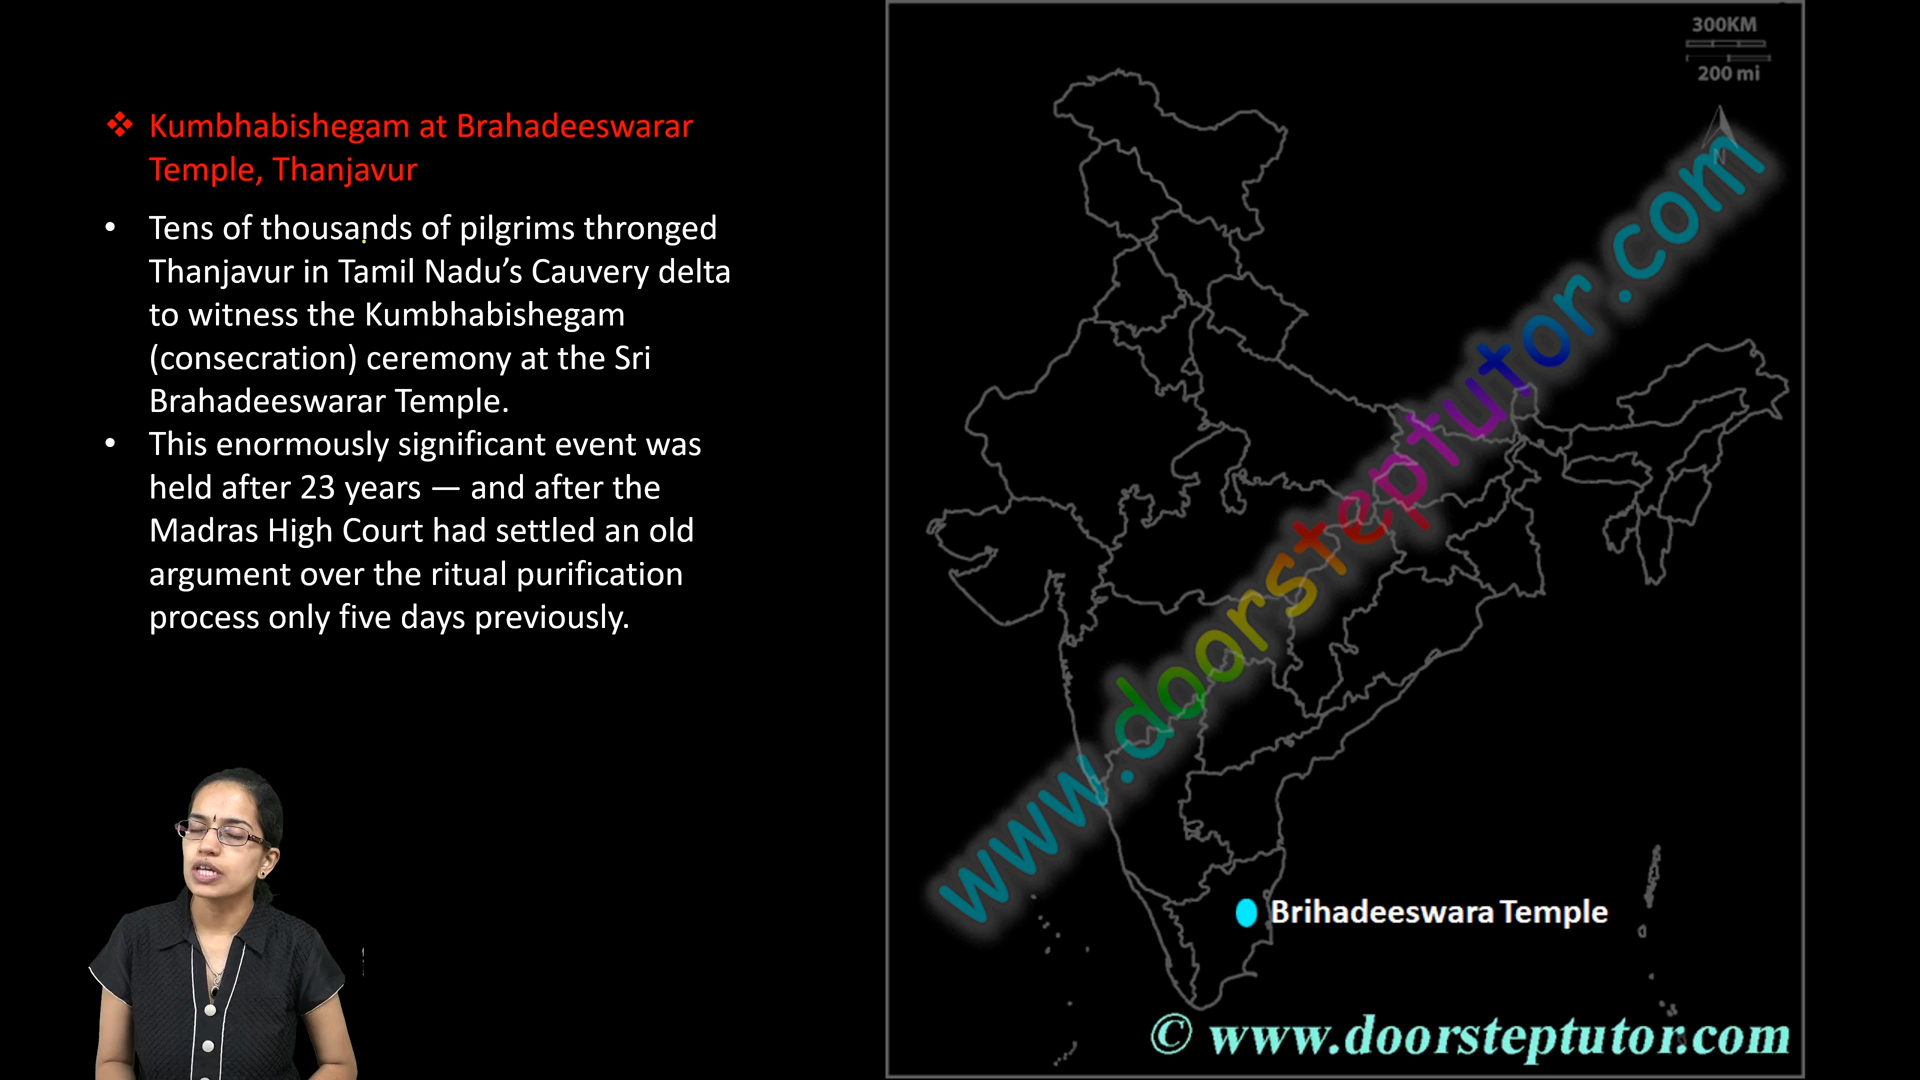 Kumbhabishegam at Brahadeeswarar
Temple, Thanjavur
Tens of thousands of pilgrims thronged
Thanjavur in Tamil Nadu’s Cauvery delta
to witness the Kumbhabishegam
(consecration) ceremony at the Sri
Brahadeeswarar Temple.
This enormously significant event was
held after 23 years — and after the
Madras High Court had settled an old
argument over the ritual purification
process only five days previously.
300KM
200 mi
N
www.doorsteptutor.com
Brihadeeswara Temple
© www.doorsteptutor.com